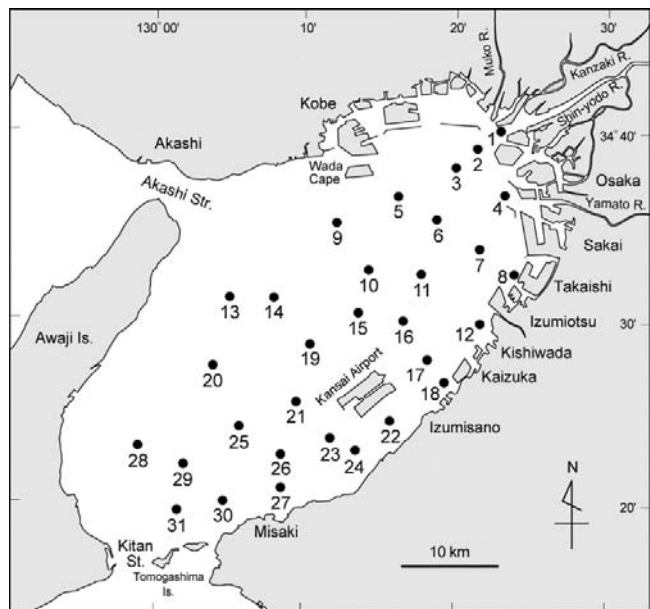 130° 00'
10'
20'
30'
Muko R.
Kanzaki R.
Shin-yodo R.
Kobe
1
34° 40'
Akashi
2
Wada
Cape
3
Osaka
Akashi Str.
4
Yamato R.
5
6
Sakai
9
7
10
11
8
Takaishi
13
14
Izumiotsu
15
16
12
30'
Awaji Is.
19
Kishiwada
17
Kaizuka
20
Kansai Airport
18
21
Izumisano
22
25
23
24
28
26
29
27
N
30
20'
31
Misaki
Kitan
St.
Tomogashima
Is.
10 km